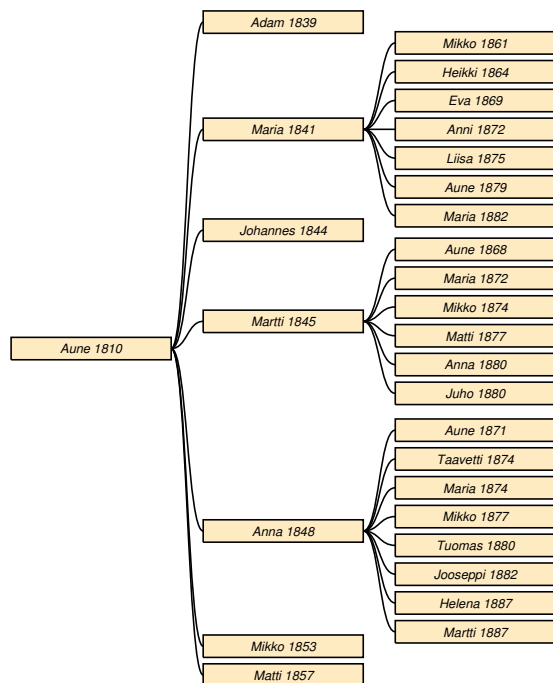 Aune 1810
Adam 1839
Maria 1841
Mikko 1861
Heikki 1864
Eva 1869
Anni 1872
Liisa 1875
Aune 1879
Maria 1882
Johannes 1844
Martti 1845
Aune 1868
Maria 1872
Mikko 1874
Matti 1877
Anna 1880
Juho 1880
Anna 1848
Aune 1871
Taavetti 1874
Maria 1874
Mikko 1877
Tuomas 1880
Jooseppi 1882
Helena 1887
Martti 1887
Mikko 1853
Matti 1857